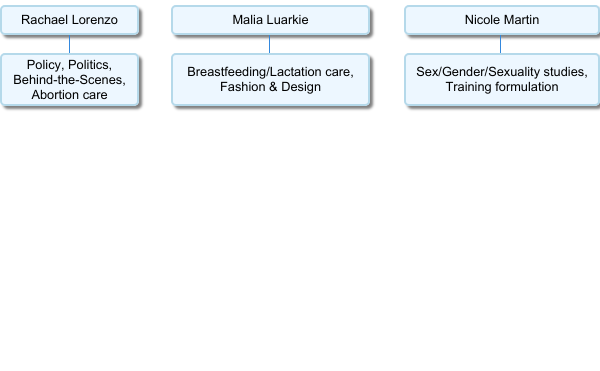 Rachael Lorenzo
Malia Luarkie
Nicole Martin
Policy, Politics,
Behind-the-Scenes,
Abortion care
Breastfeeding/Lactation care,
Fashion & Design
Sex/Gender/Sexuality studies,
Training formulation